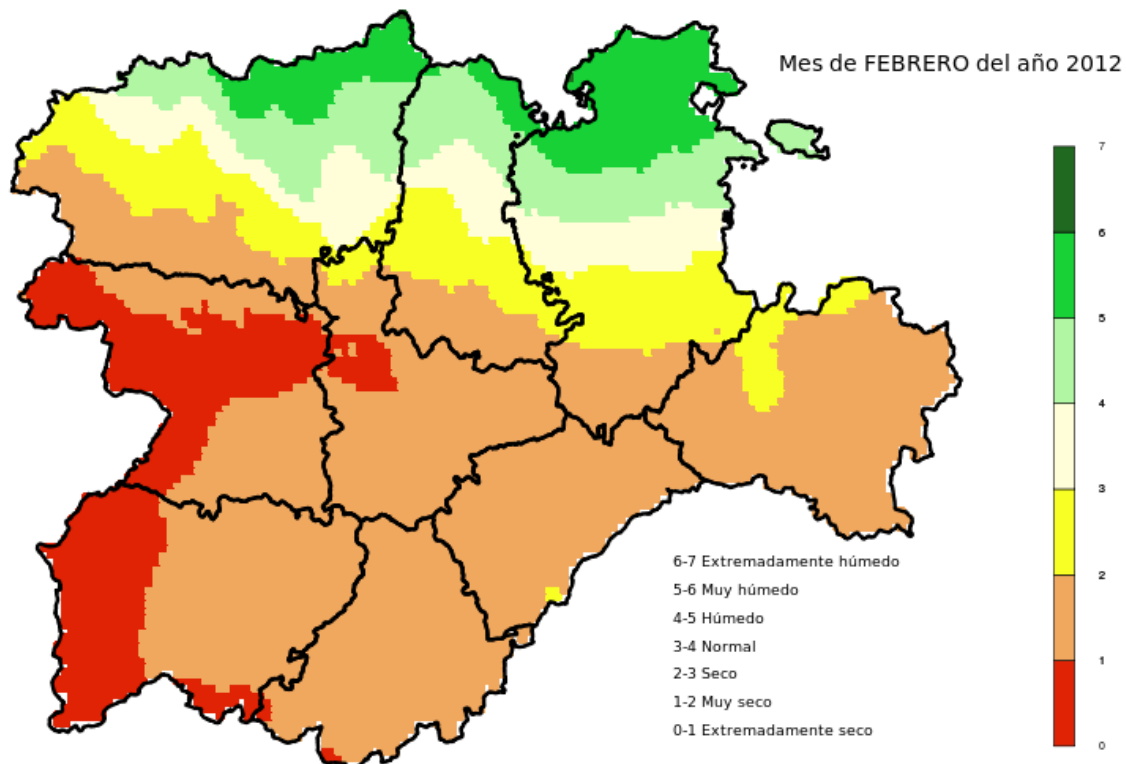 Mes de FEBRERO del año 2012
7
6
5
4
3
2
1
0
6-7 Extremadamente húmedo
5-6 Muy húmedo
4-5 Húmedo
3-4 Normal
2-3 Seco
1-2 Muy seco
0-1 Extremadamente seco